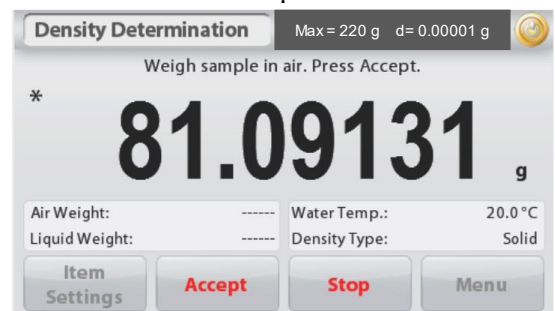 Density Determination Max = 220 g d= 0.00001 g
Weigh sample in air. Press Accept.
* 81.09131 g
Air Weight: ------ Water Temp.: 20.0°C
Liquid Weight: ------ Density Type: Solid
Item Settings Accept Stop Menu